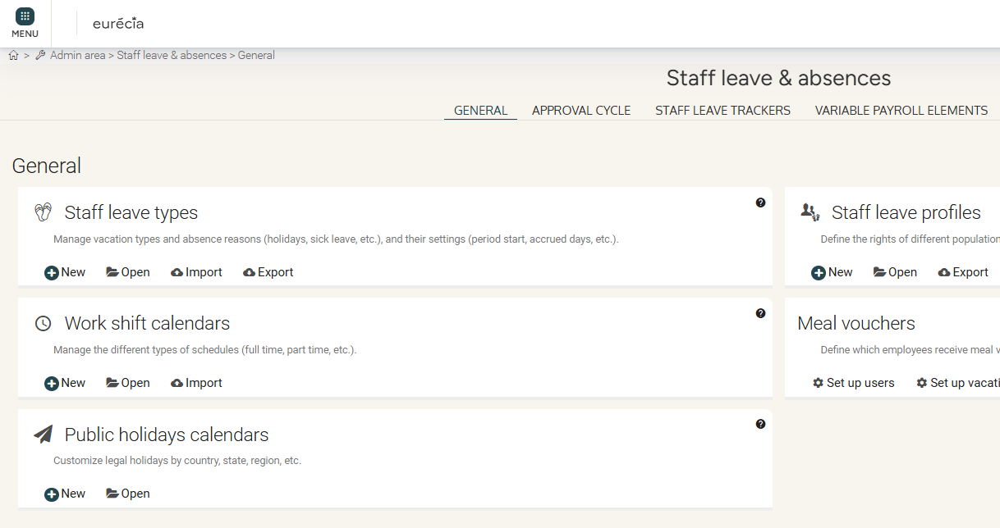 MENU
eurécia
> Admin area > Staff leave & absences > General
Staff leave & absences
GENERAL APPROVAL CYCLE STAFF LEAVE TRACKERS VARIABLE PAYROLL ELEMENTS
General
Staff leave types
Manage vacation types and absence reasons (holidays, sick leave, etc.), and their settings (period start, accrued days, etc.).
New Open Import Export
Staff leave profiles
Define the rights of different population
New Open Export
Work shift calendars
Manage the different types of schedules (full time, part time, etc.).
New Open Import
Meal vouchers
Define which employees receive meal v
Set up users Set up vacati
Public holidays calendars
Customize legal holidays by country, state, region, etc.
New Open